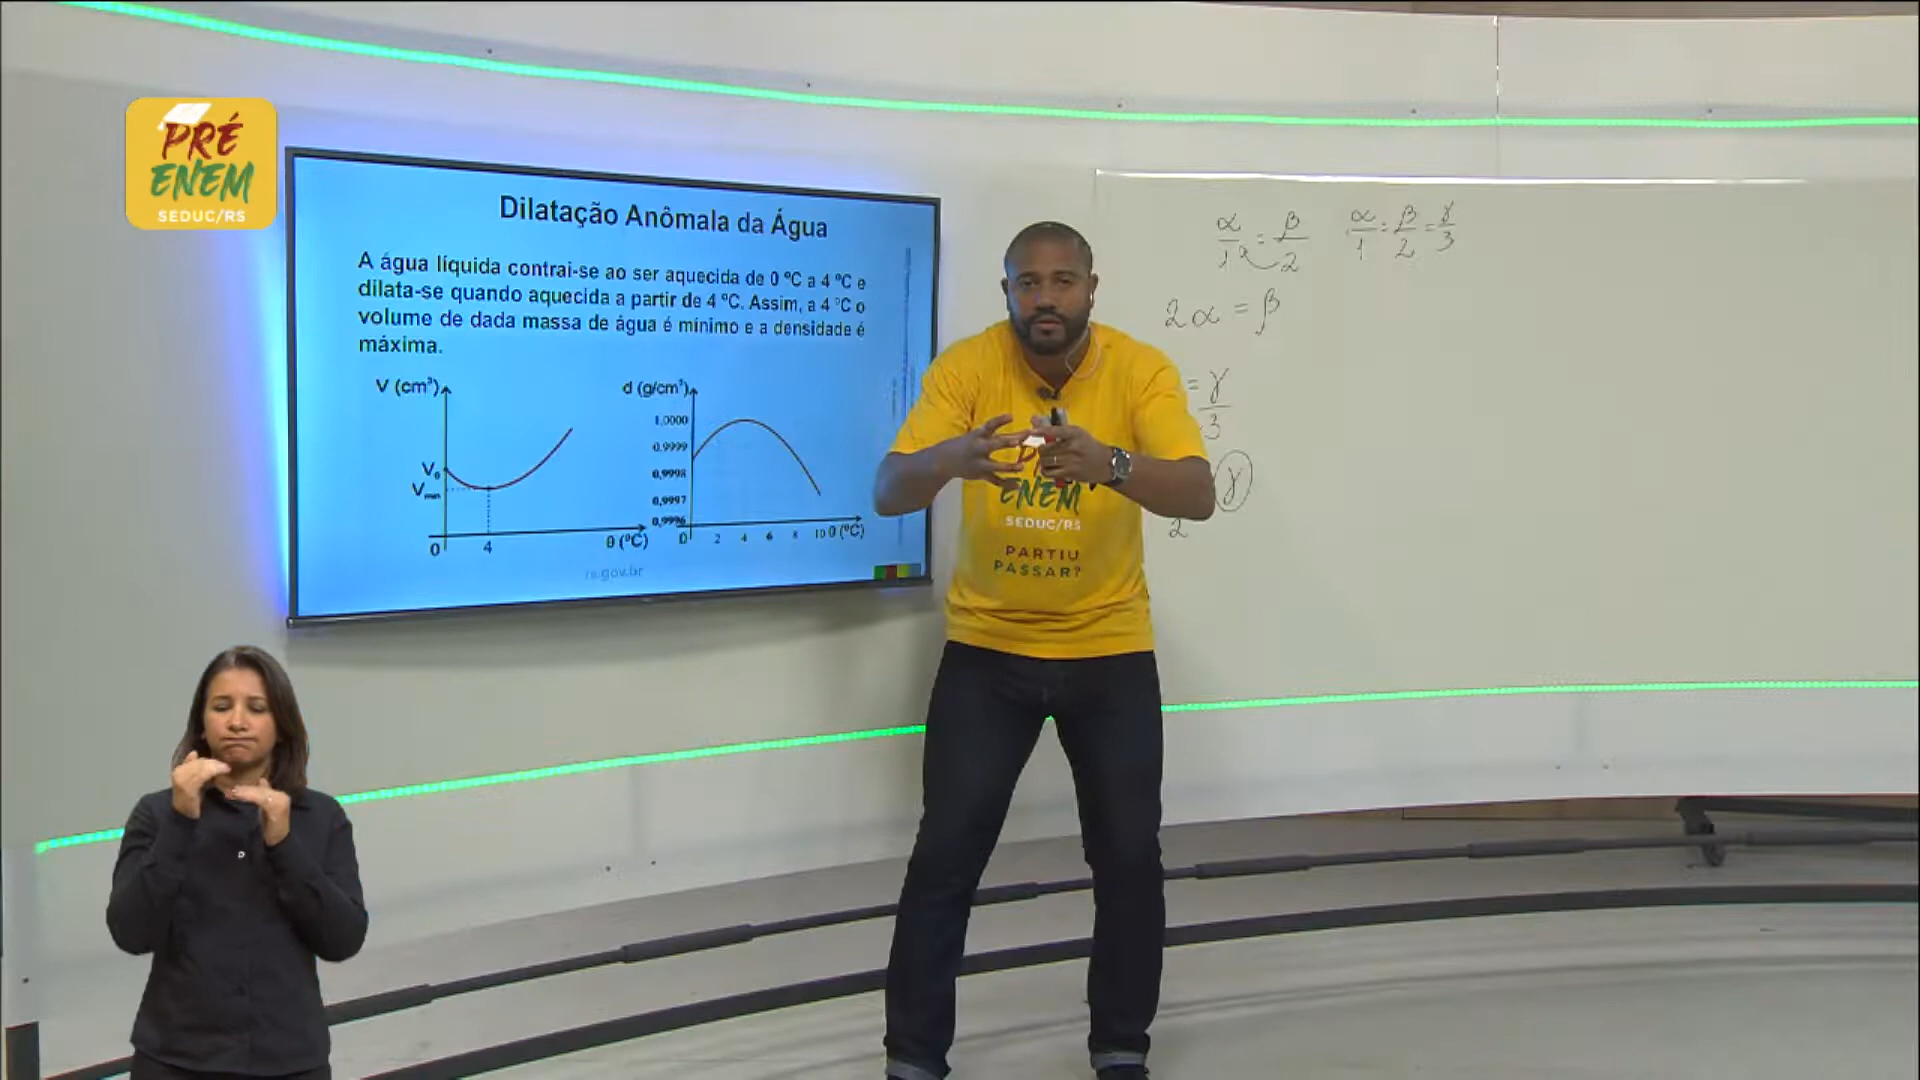 PRÉ
ENEM
SEDUC/RS
Dilatação Anômala da Água
A água líquida contrai-se ao ser aquecida de 0 ºC a 4 ºC e
dilata-se quando aquecida a partir de 4 ºC. Assim, a 4 ºC o
volume de dada massa de água é mínimo e a densidade é
máxima.
V (cm³)
V₀
Vmin
0
4
θ (ºC)
d (g/cm³)
1,0000
0,9999
0,9998
0,9997
0,9996
0 2 4 6 8 10 θ (ºC)
rs.gov.br
α/1 = β/2
α/1 = β/2 = γ/3
2α = β
= γ/3
γ
2
ENEM
SEDUC/RS
PARTIU
PASSAR?